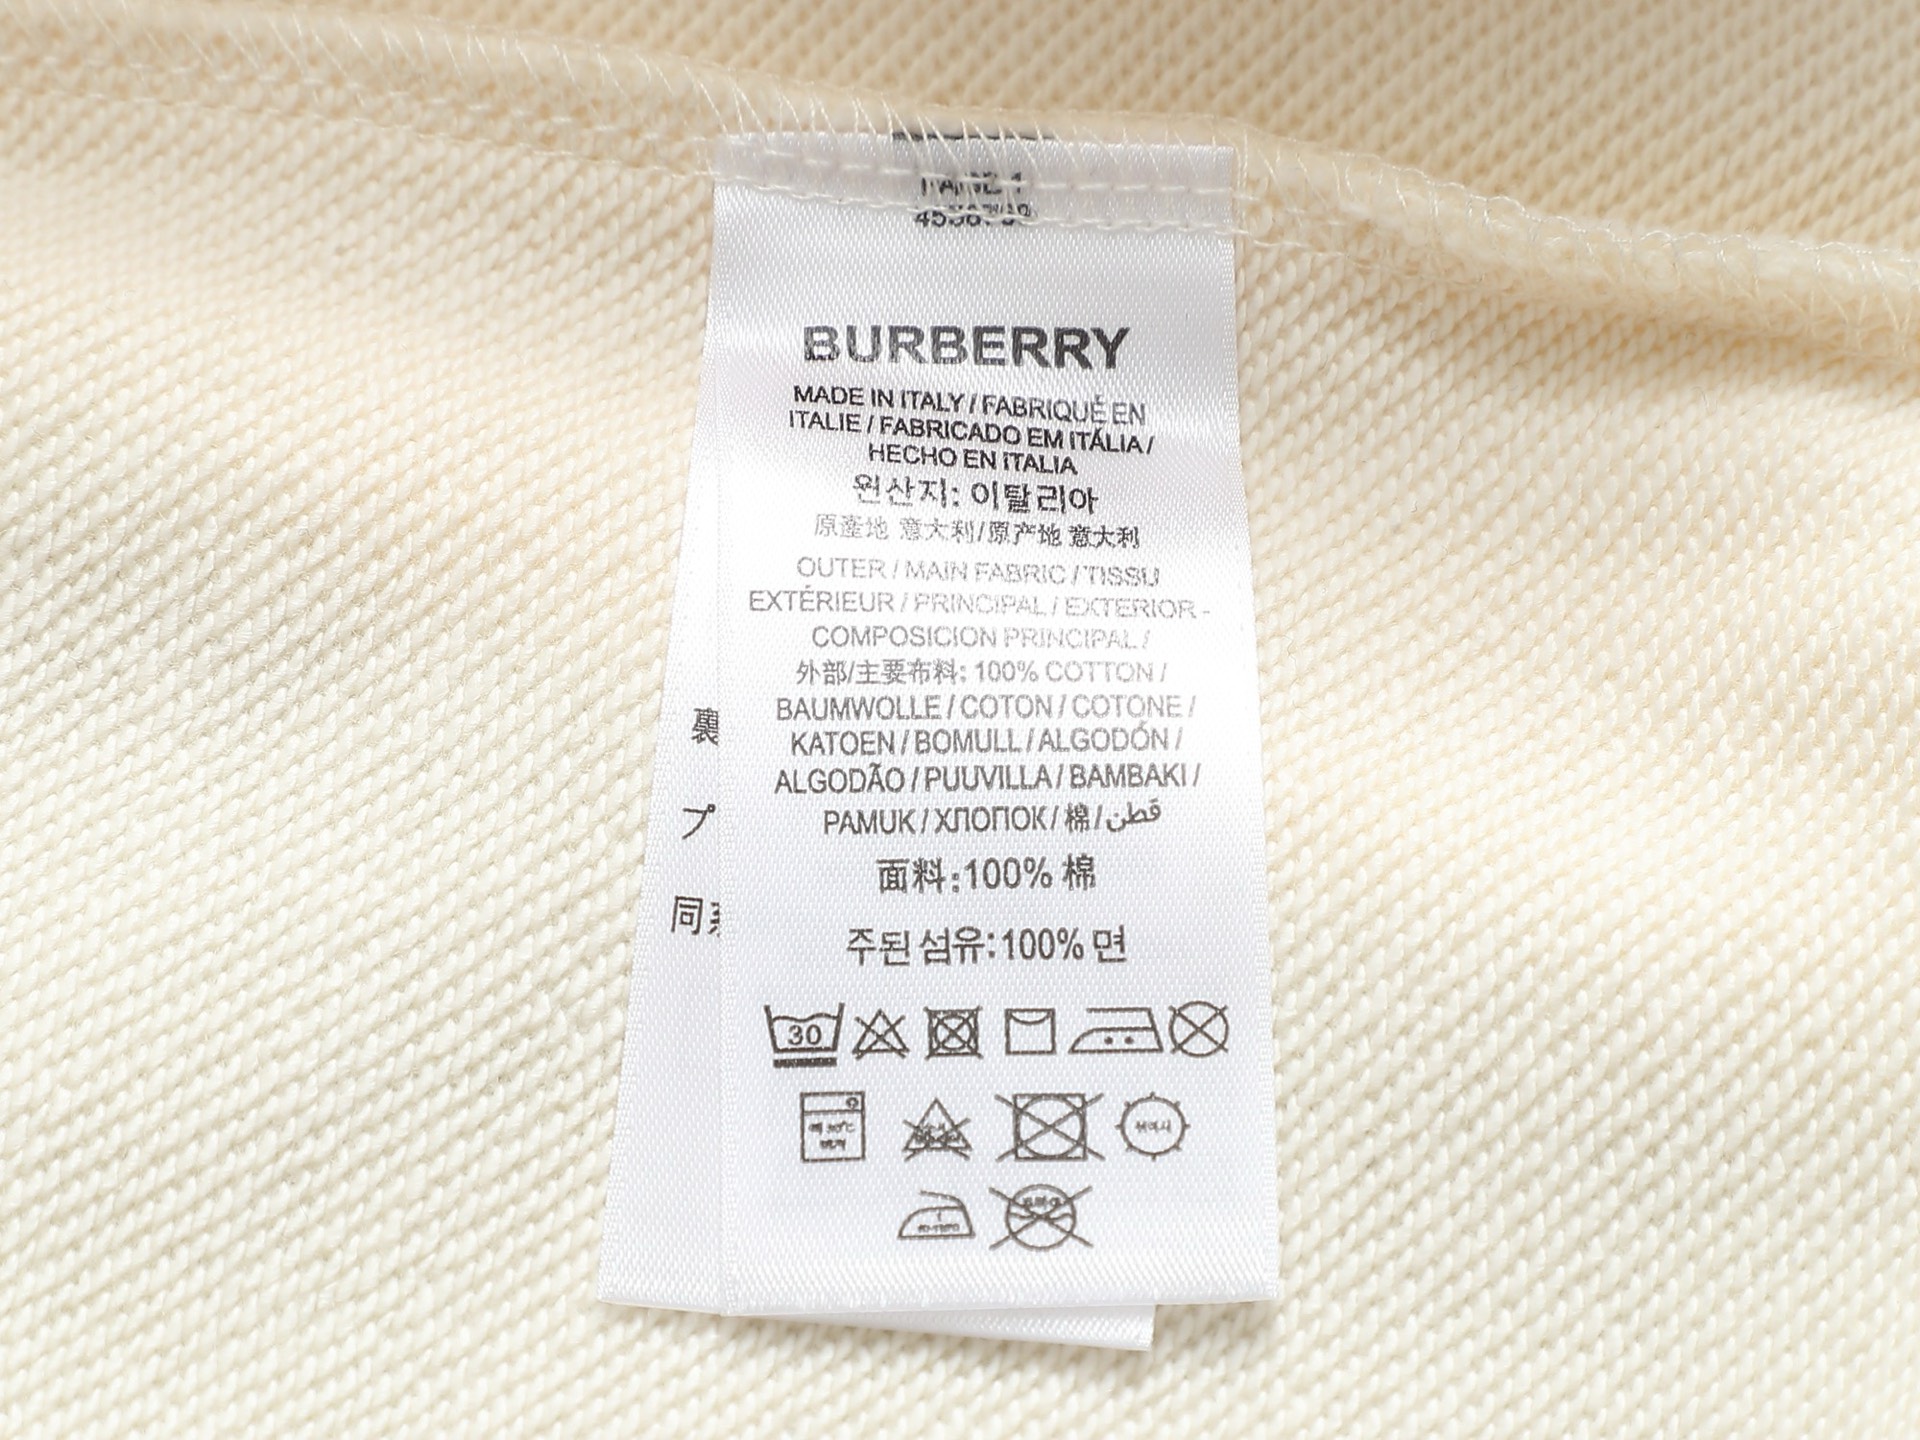 BURBERRY
MADE IN ITALY / FABRIQUÉ EN
ITALIE / FABRICADO EM ITÁLIA /
HECHO EN ITALIA
원산지: 이탈리아
原產地 意大利/原产地 意大利
OUTER / MAIN FABRIC / TISSU
EXTÉRIEUR / PRINCIPAL / EXTERIOR -
COMPOSICION PRINCIPAL /
外部/主要布料: 100% COTTON /
BAUMWOLLE / COTON / COTONE /
KATOEN / BOMULL / ALGODÓN /
ALGODÃO / PUUVILLA / BAMBAKI /
PAMUK / ХЛОПОК / 棉 / قطن
面料:100% 棉
주된 섬유:100% 면
30
裏
プ
同